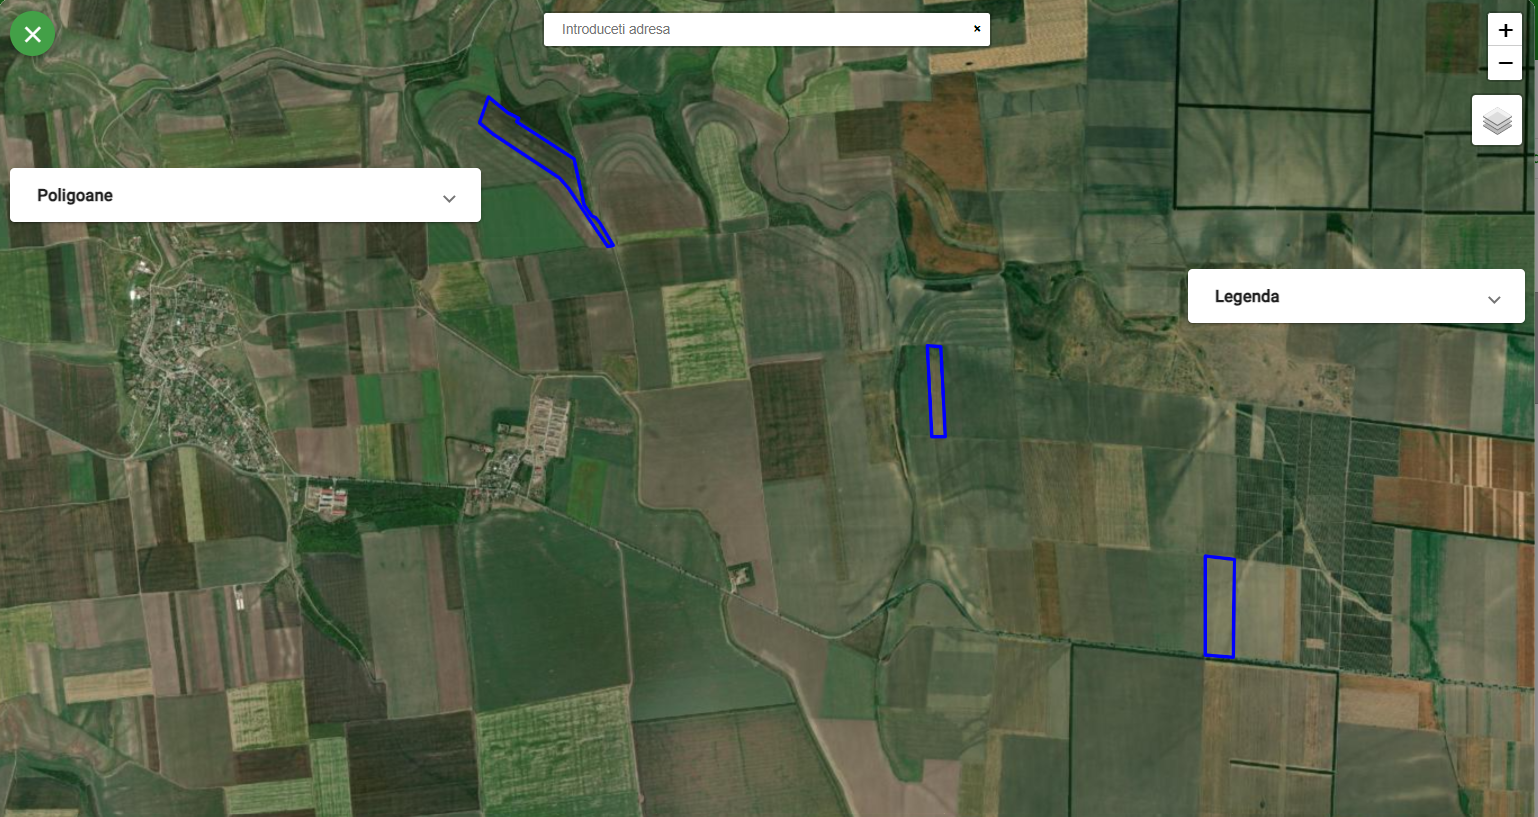 Introduceti adresa
×
+
−
Poligoane
Legenda